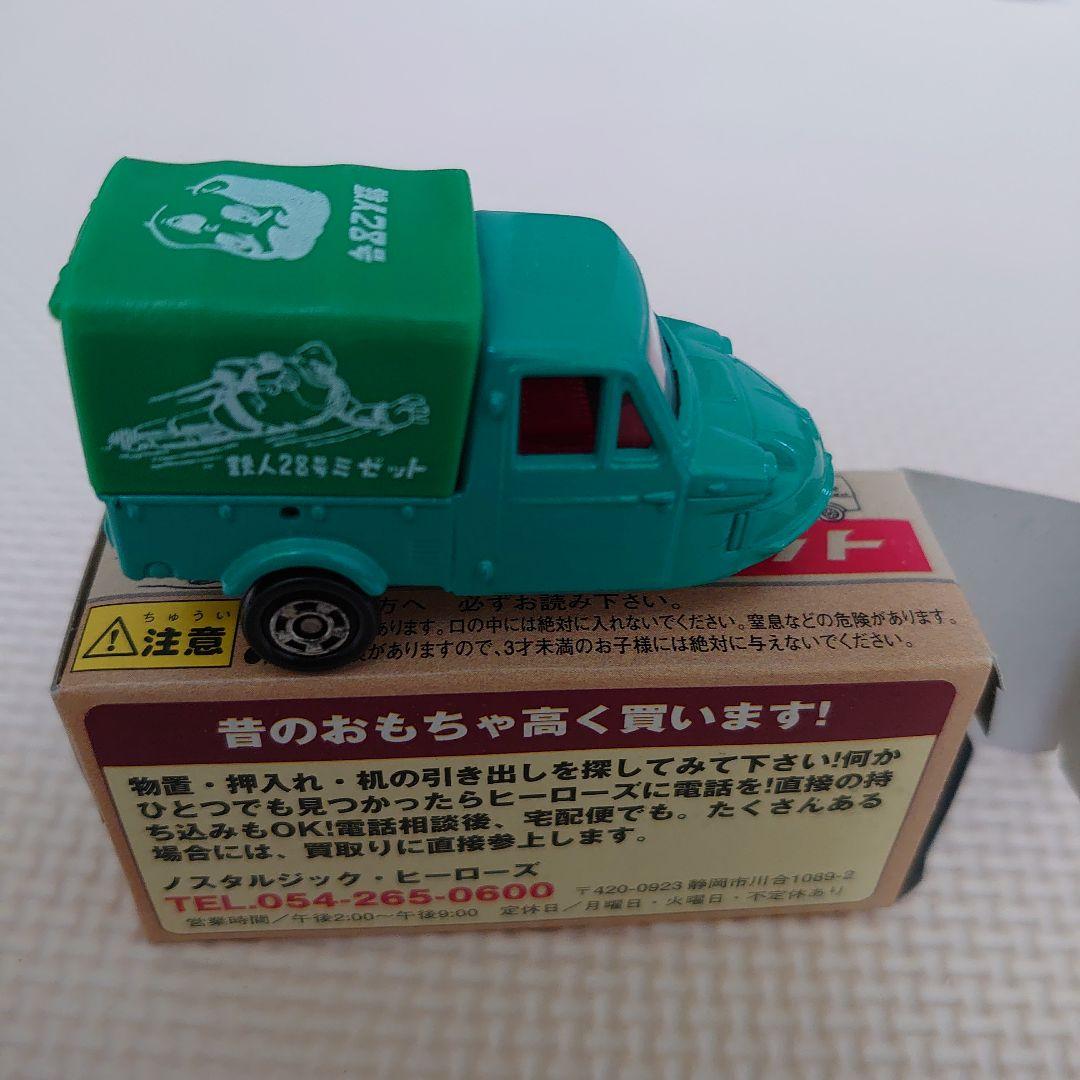 鉄人28号
鉄人28号ミゼット
ット
方へ 必ずお読み下さい。
ちゅうい
注意
あります。口の中には絶対に入れないでください。窒息などの危険があります。
がありますので、3才未満のお子様には絶対に与えないでください。
昔のおもちゃ高く買います!
物置・押入れ・机の引き出しを探してみて下さい!何か
ひとつでも見つかったらヒーローズに電話を!直接の持
ち込みもOK!電話相談後、宅配便でも。たくさんある
場合には、買取りに直接参上します。
ノスタルジック・ヒーローズ
TEL.054-265-0600 〒420-0923 静岡市川合1089-2
営業時間/午後2:00~午後9:00 定休日/月曜日・火曜日・不定休あり